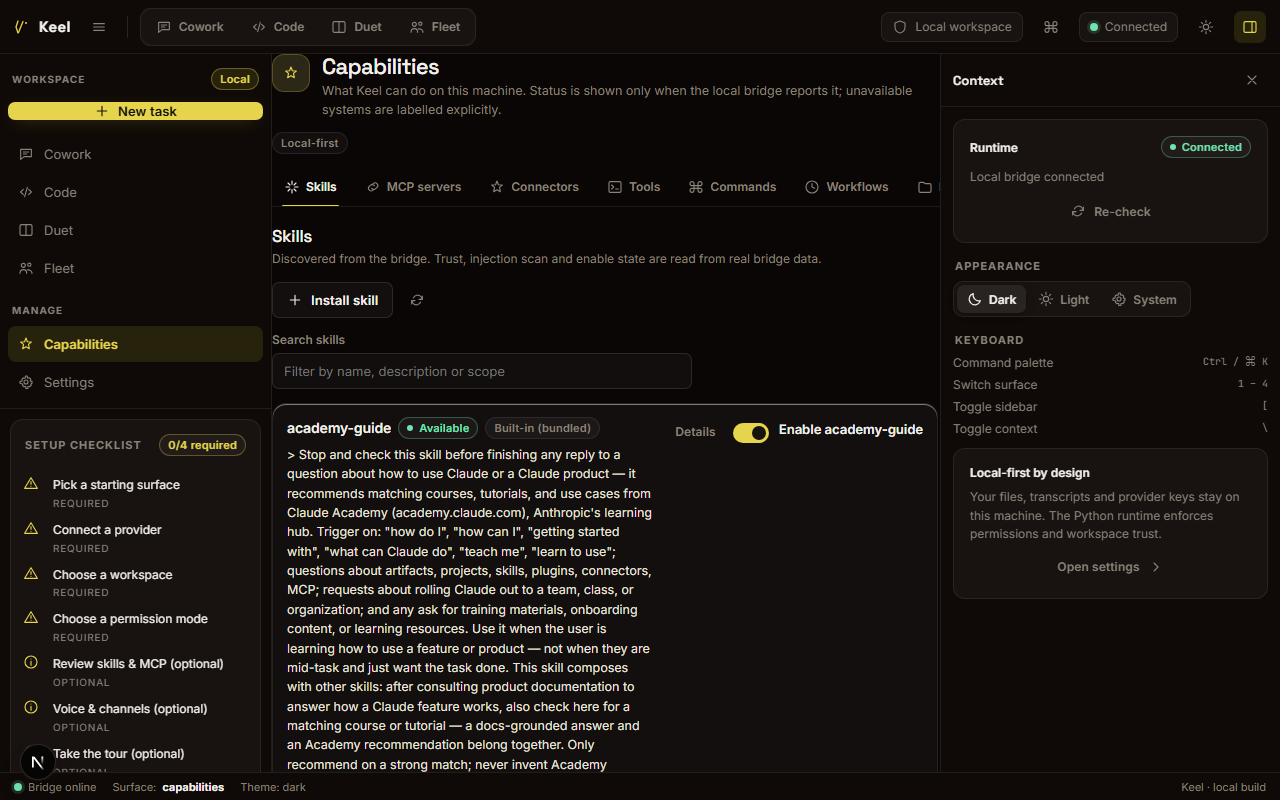 Keel
Cowork
Code
Duet
Fleet
Local workspace
Connected
WORKSPACE
Local
New task
Cowork
Code
Duet
Fleet
MANAGE
Capabilities
Settings
SETUP CHECKLIST
0/4 required
Pick a starting surface
REQUIRED
Connect a provider
REQUIRED
Choose a workspace
REQUIRED
Choose a permission mode
REQUIRED
Review skills & MCP (optional)
OPTIONAL
Voice & channels (optional)
OPTIONAL
Take the tour (optional)
OPTIONAL
N
Capabilities
What Keel can do on this machine. Status is shown only when the local bridge reports it; unavailable
systems are labelled explicitly.
Local-first
Skills
MCP servers
Connectors
Tools
Commands
Workflows
Skills
Discovered from the bridge. Trust, injection scan and enable state are read from real bridge data.
Install skill
Search skills
Filter by name, description or scope
academy-guide
Available
Built-in (bundled)
Details
Enable academy-guide
> Stop and check this skill before finishing any reply to a
question about how to use Claude or a Claude product — it
recommends matching courses, tutorials, and use cases from
Claude Academy (academy.claude.com), Anthropic's learning
hub. Trigger on: "how do I", "how can I", "getting started
with", "what can Claude do", "teach me", "learn to use";
questions about artifacts, projects, skills, plugins, connectors,
MCP; requests about rolling Claude out to a team, class, or
organization; and any ask for training materials, onboarding
content, or learning resources. Use it when the user is
learning how to use a feature or product — not when they are
mid-task and just want the task done. This skill composes
with other skills: after consulting product documentation to
answer how a Claude feature works, also check here for a
matching course or tutorial — a docs-grounded answer and
an Academy recommendation belong together. Only
recommend on a strong match; never invent Academy
Context
Runtime
Connected
Local bridge connected
Re-check
APPEARANCE
Dark
Light
System
KEYBOARD
Command palette
Ctrl / ⌘ K
Switch surface
1 – 4
Toggle sidebar
[
Toggle context
\
Local-first by design
Your files, transcripts and provider keys stay on
this machine. The Python runtime enforces
permissions and workspace trust.
Open settings
Bridge online
Surface: capabilities
Theme: dark
Keel · local build